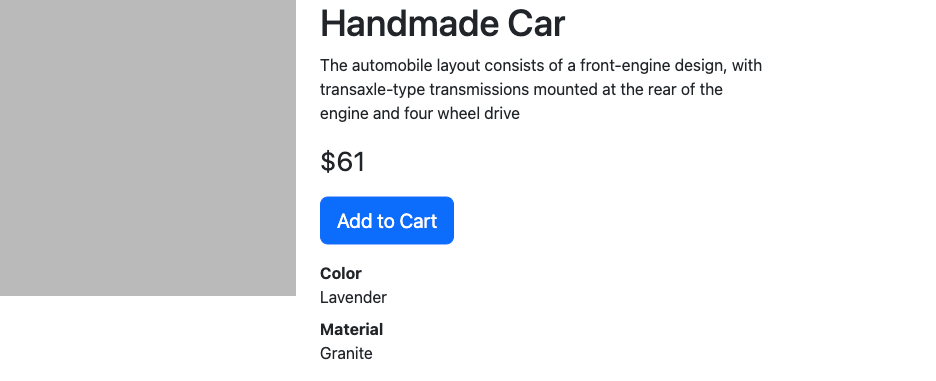 Handmade Car
The automobile layout consists of a front-engine design, with
transaxle-type transmissions mounted at the rear of the
engine and four wheel drive
$61
Add to Cart
Color
Lavender
Material
Granite